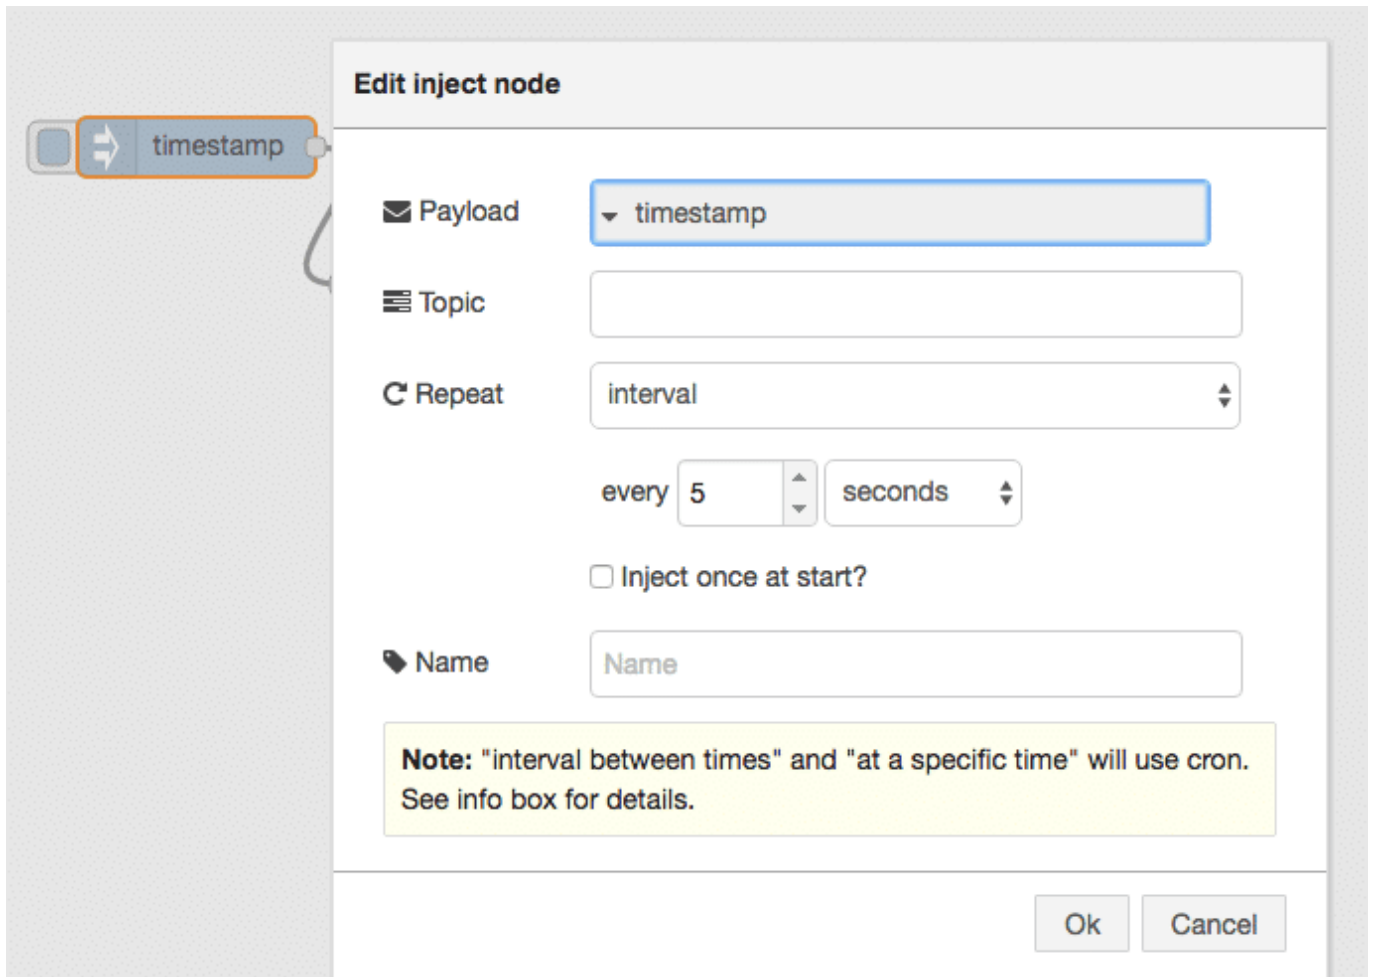 Edit inject node
timestamp
Payload
timestamp
Topic
Repeat
interval
every 5 seconds
Inject once at start?
Name
Name
Note: "interval between times" and "at a specific time" will use cron.
See info box for details.
Ok
Cancel